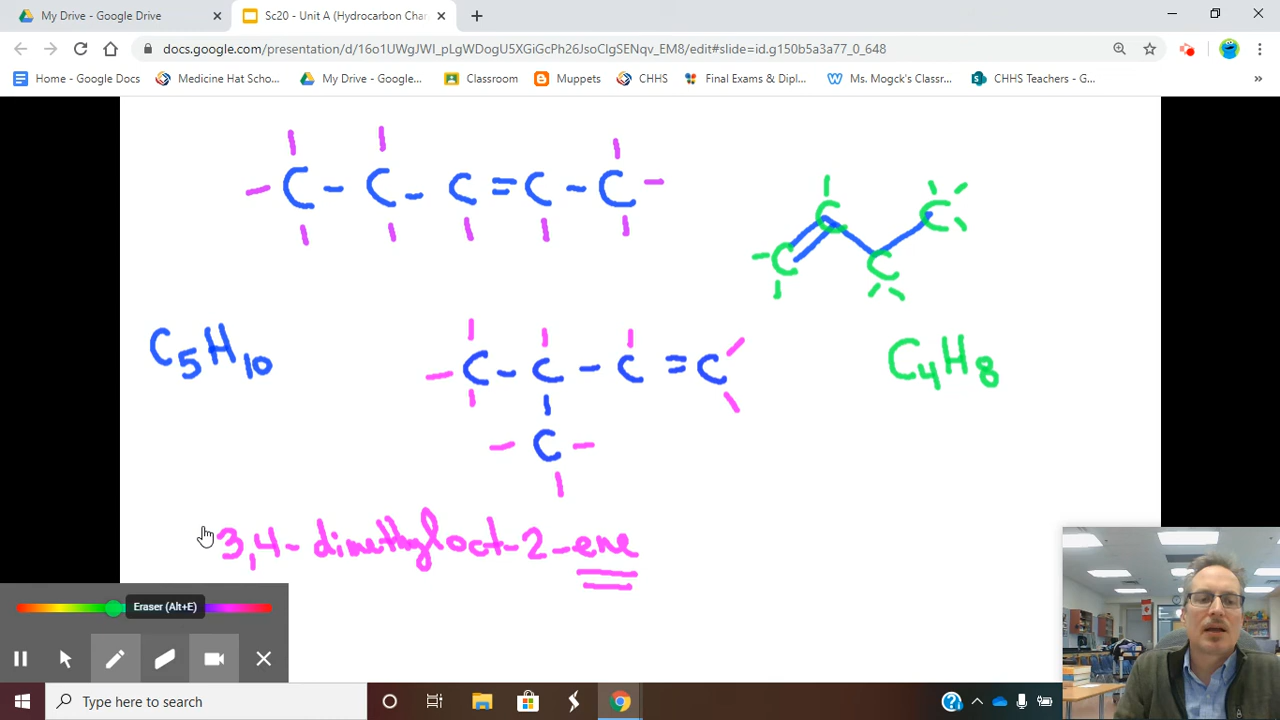 My Drive - Google Drive
Sc20 - Unit A (Hydrocarbon Char
docs.google.com/presentation/d/16o1UWgJWI_pLgWDogU5XGiGcPh26JsoClgSENqv_EM8/edit#slide=id.g150b5a3a77_0_648
Home - Google Docs
Medicine Hat Scho...
My Drive - Google...
Classroom
Muppets
CHHS
Final Exams & Dipl...
Ms. Mogck's Classr...
CHHS Teachers - G...
C - C - C = C - C
C
C
C
C
C5H10
C - C - C = C
C
C4H8
3,4-dimethyloct-2-ene
Eraser (Alt+E)
Type here to search